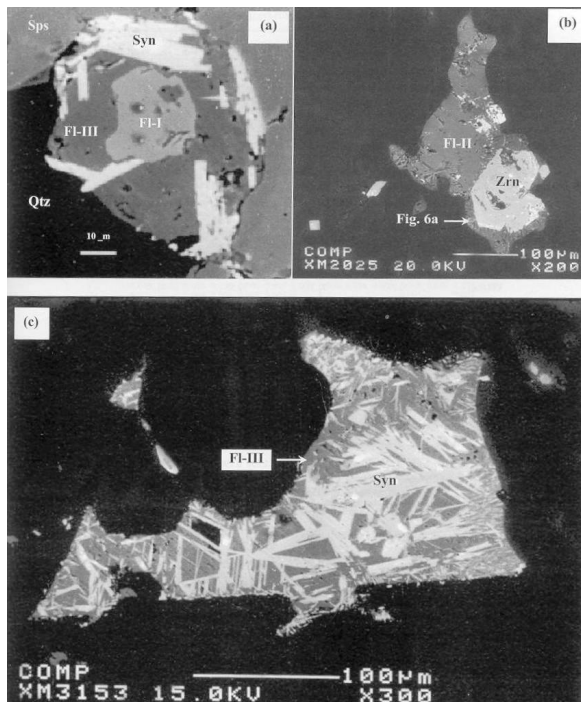 Sps
Syn
(a)
Fl-III
Fl-I
Qtz
10 _m
(b)
Fl-II
Zrn
Fig. 6a
COMP 100μm
XM2025 20.0KV X200
(c)
Fl-III
Syn
COMP 100μm
XM3153 15.0KV X300